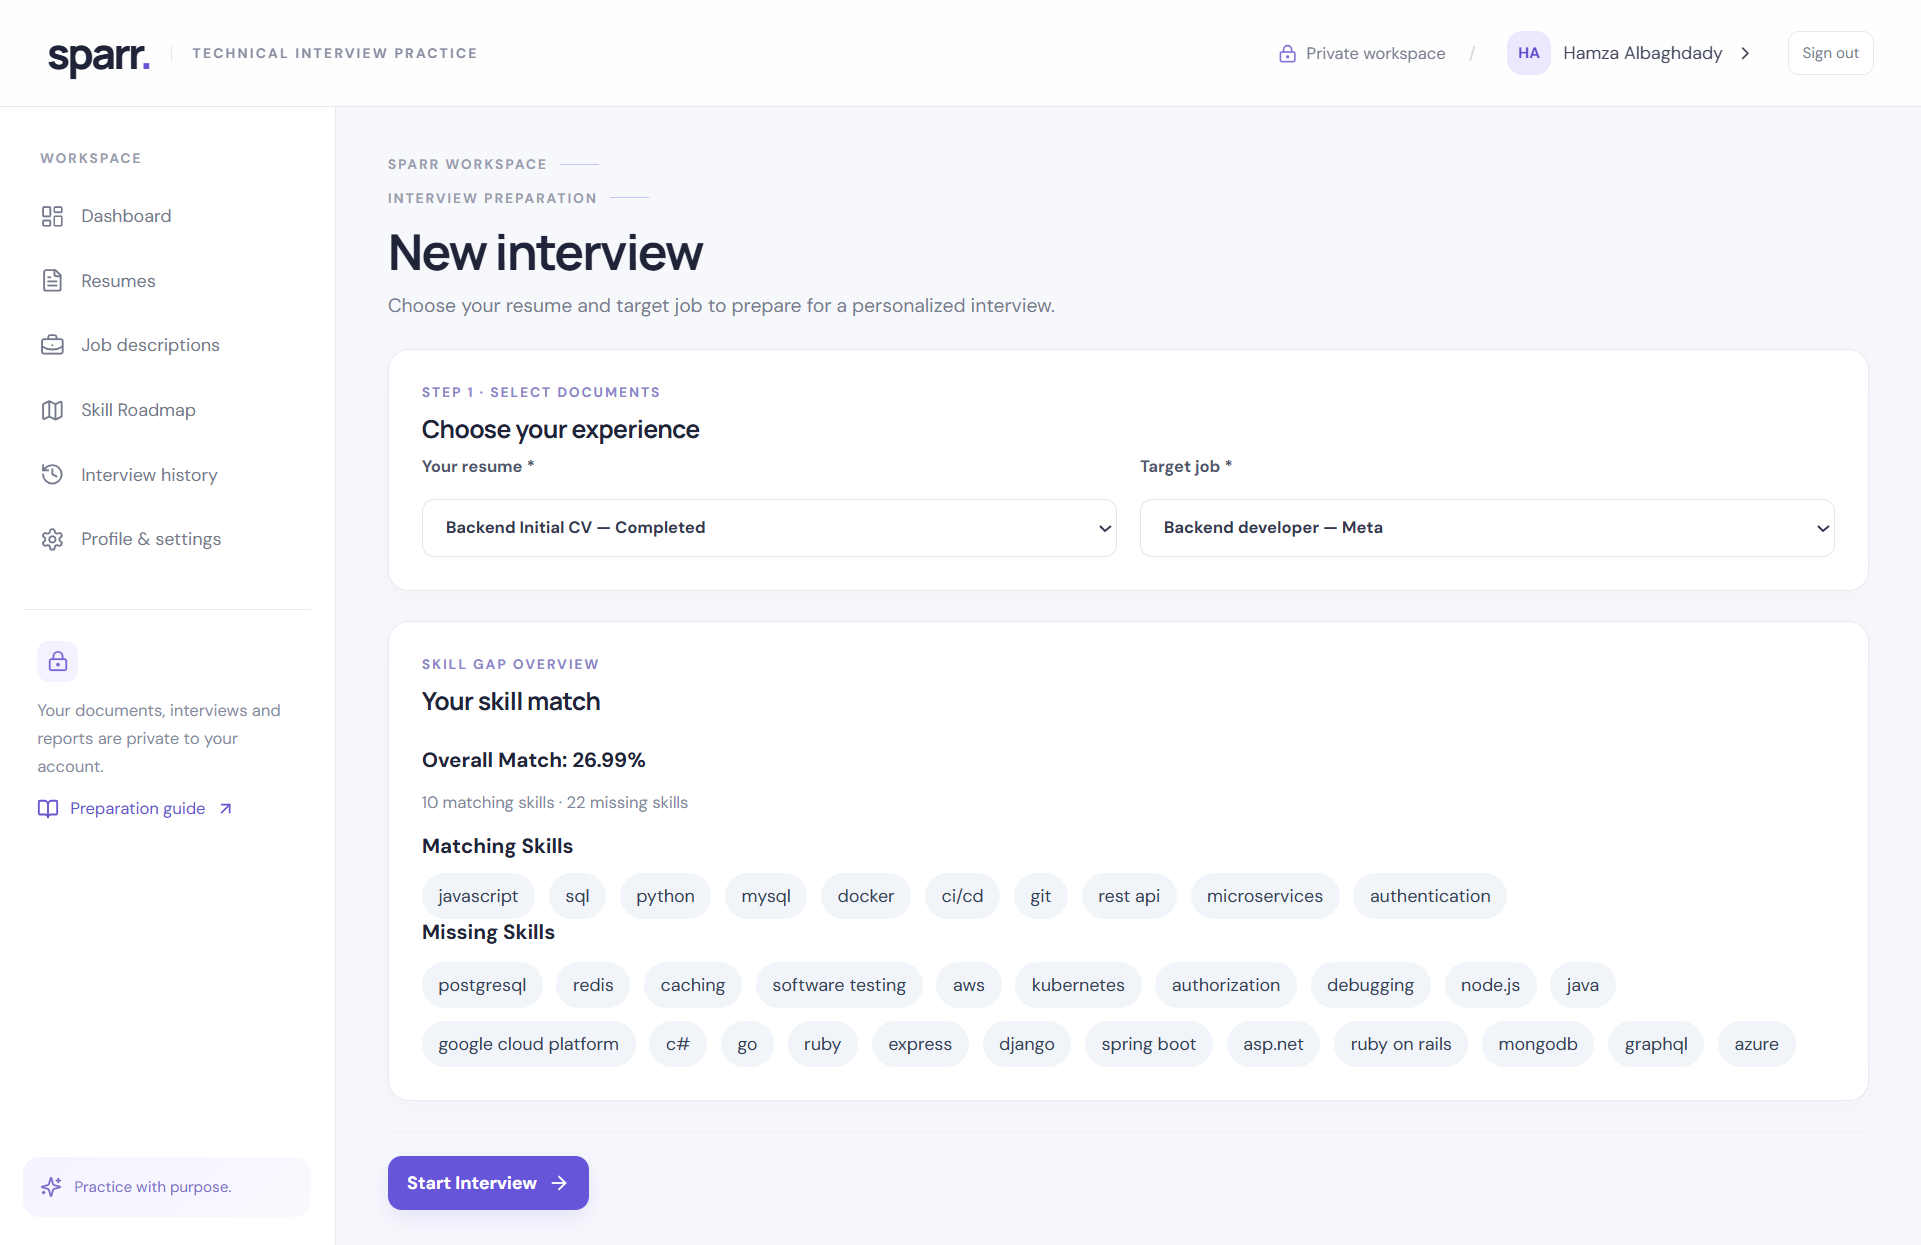 sparr.
TECHNICAL INTERVIEW PRACTICE
Private workspace / HA Hamza Albaghdady
Sign out
WORKSPACE
Dashboard
Resumes
Job descriptions
Skill Roadmap
Interview history
Profile & settings
Your documents, interviews and
reports are private to your
account.
Preparation guide
Practice with purpose.
SPARR WORKSPACE
INTERVIEW PREPARATION
New interview
Choose your resume and target job to prepare for a personalized interview.
STEP 1 · SELECT DOCUMENTS
Choose your experience
Your resume *
Backend Initial CV — Completed
Target job *
Backend developer — Meta
SKILL GAP OVERVIEW
Your skill match
Overall Match: 26.99%
10 matching skills · 22 missing skills
Matching Skills
javascript sql python mysql docker ci/cd git rest api microservices authentication
Missing Skills
postgresql redis caching software testing aws kubernetes authorization debugging node.js java
google cloud platform c# go ruby express django spring boot asp.net ruby on rails mongodb graphql azure
Start Interview